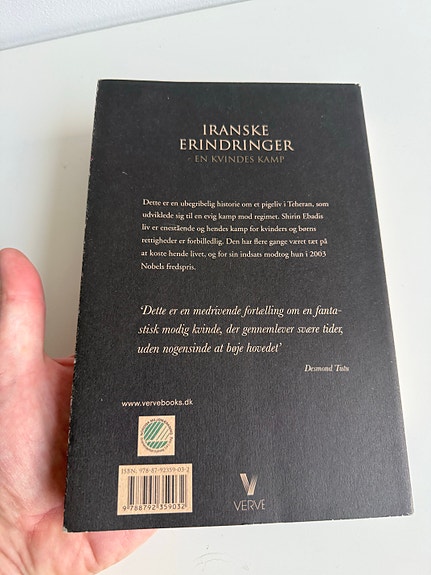 IRANSKE
ERINDRINGER
- EN KVINDES KAMP
Dette er en ubegribelig historie om et pigeliv i Teheran, som
udviklede sig til en evig kamp mod regimet. Shirin Ebadis
liv er enestående og hendes kamp for kvinders og børns
rettigheder er forbilledlig. Den har flere gange været tæt på
at koste hende livet, og for sin indsats modtog hun i 2003
Nobels fredspris.
'Dette er en medrivende fortælling om en fanta-
stisk modig kvinde, der gennemlever svære tider,
uden nogensinde at bøje hovedet'
Desmond Tutu
www.vervebooks.dk
ISBN: 978-87-92359-03-2
9 788792 359032
VERVE